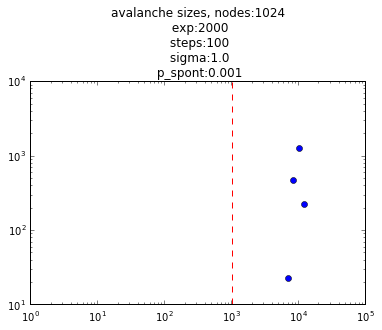 avalanche sizes, nodes:1024
exp:2000
steps:100
sigma:1.0
p_spont:0.001
10^4
10^3
10^2
10^1
10^0 10^1 10^2 10^3 10^4 10^5